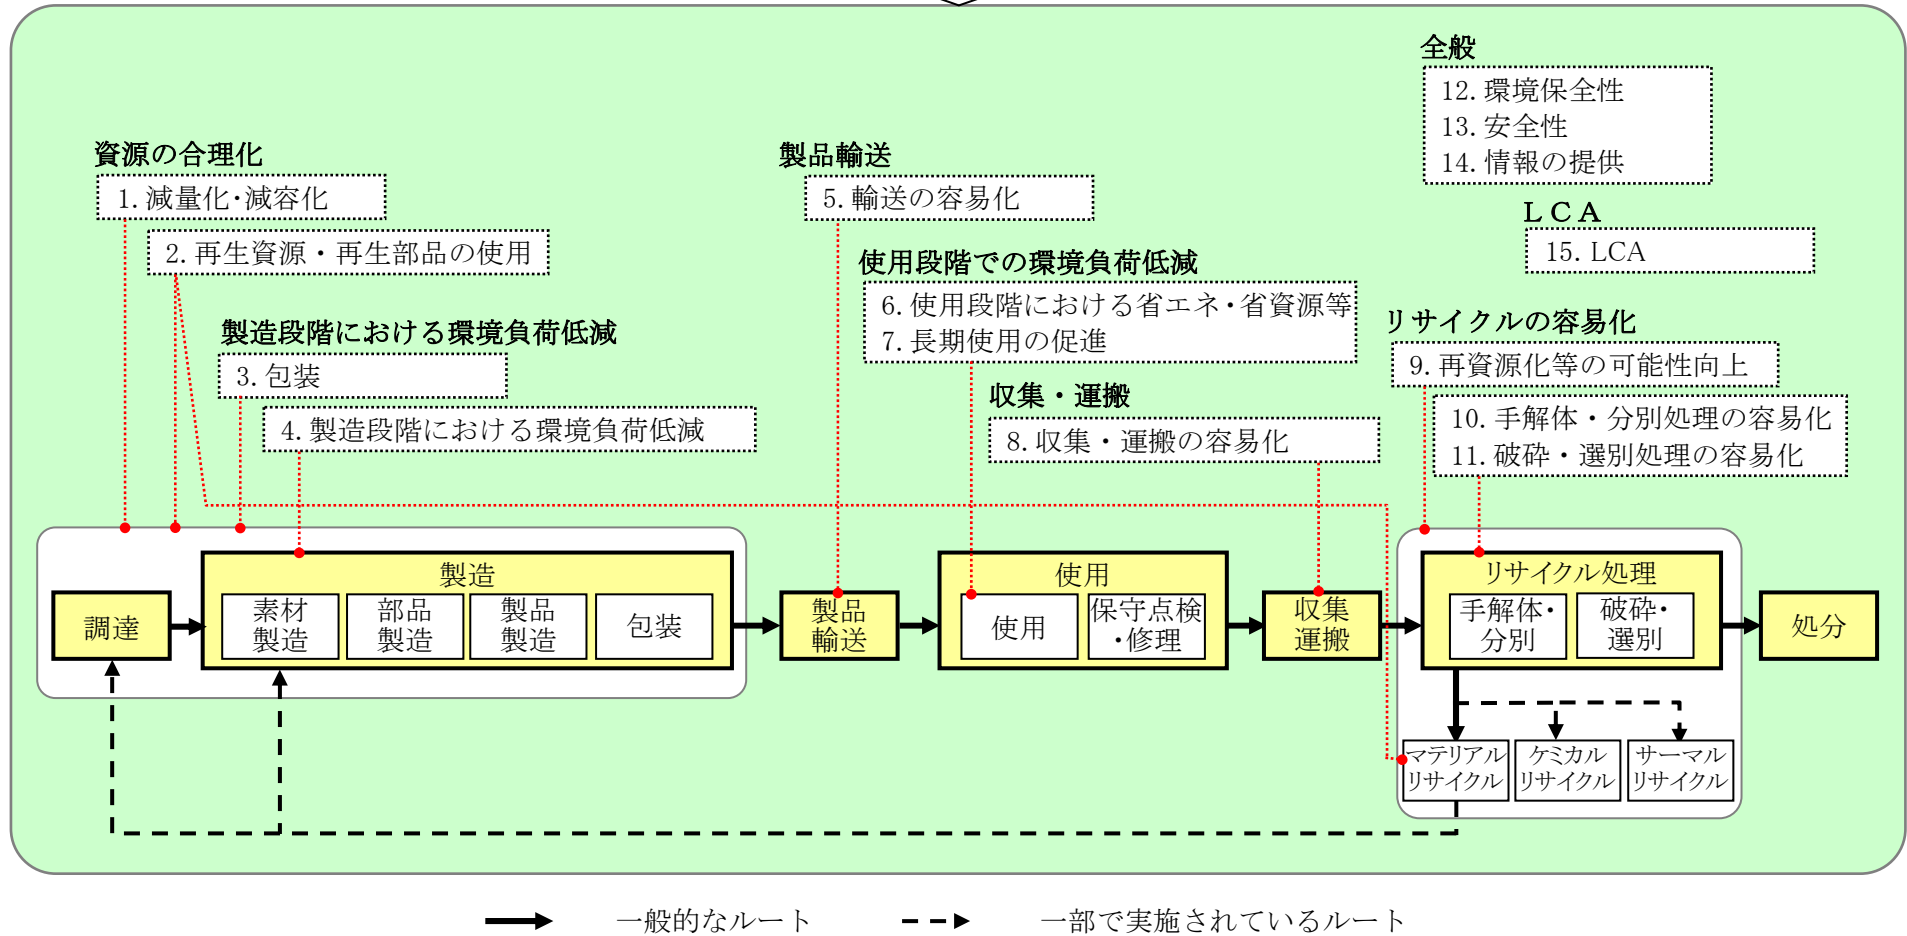 全般
12.環境保全性
13.安全性
14.情報の提供
資源の合理化
1.減量化･減容化
2.再生資源・再生部品の使用
製品輸送
5.輸送の容易化
LCA
15.LCA
使用段階での環境負荷低減
6.使用段階における省エネ･省資源等
7.長期使用の促進
製造段階における環境負荷低減
3.包装
4.製造段階における環境負荷低減
リサイクルの容易化
9.再資源化等の可能性向上
10.手解体・分別処理の容易化
11.破砕・選別処理の容易化
収集・運搬
8.収集・運搬の容易化
調達
製造
素材
製造
部品
製造
製品
製造
包装
製品
輸送
使用
使用
保守点検
･修理
収集
運搬
リサイクル処理
手解体･
分別
破砕･
選別
処分
マテリアル
リサイクル
ケミカル
リサイクル
サーマル
リサイクル
一般的なルート
一部で実施されているルート